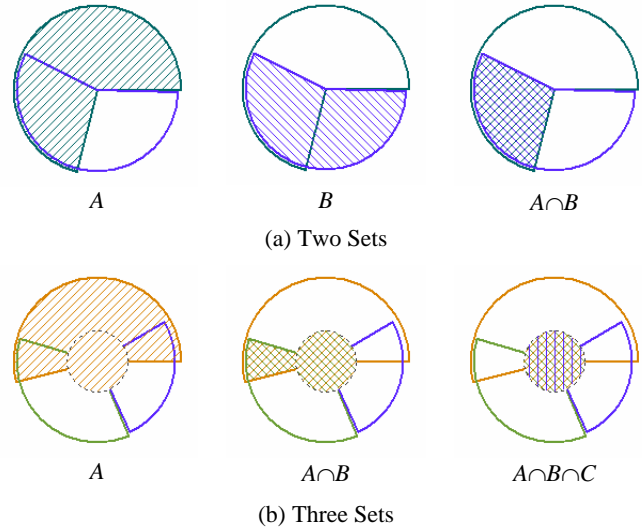 A B A∩B
(a) Two Sets
A A∩B A∩B∩C
(b) Three Sets